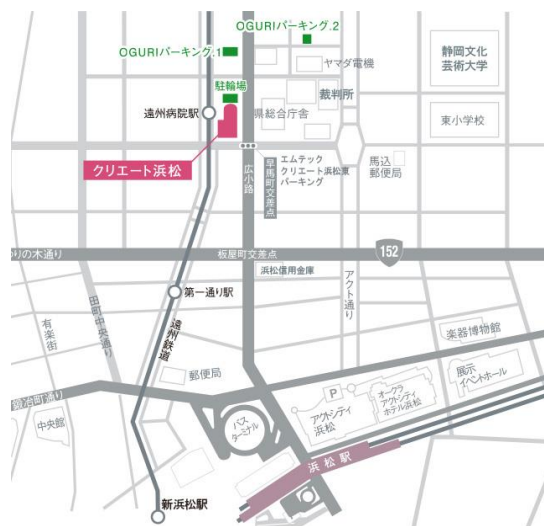 OGURIパーキング.2
OGURIパーキング.1
ヤマダ電機
静岡文化
芸術大学
駐輪場
裁判所
遠州病院駅
県総合庁舎
東小学校
クリエート浜松
エムテック
クリエート浜松東
パーキング
馬込
郵便局
早馬町交差点
広小路
152
板屋町交差点
りの木通り
浜松信用金庫
アクト通り
第一通り駅
田町中央通り
遠州鉄道
有楽街
楽器博物館
郵便局
展示
イベントホール
鍛冶町通り
P
オークラ
アクトシティ
ホテル浜松
アクトシティ
浜松
中央館
バス
ターミナル
浜松駅
新浜松駅